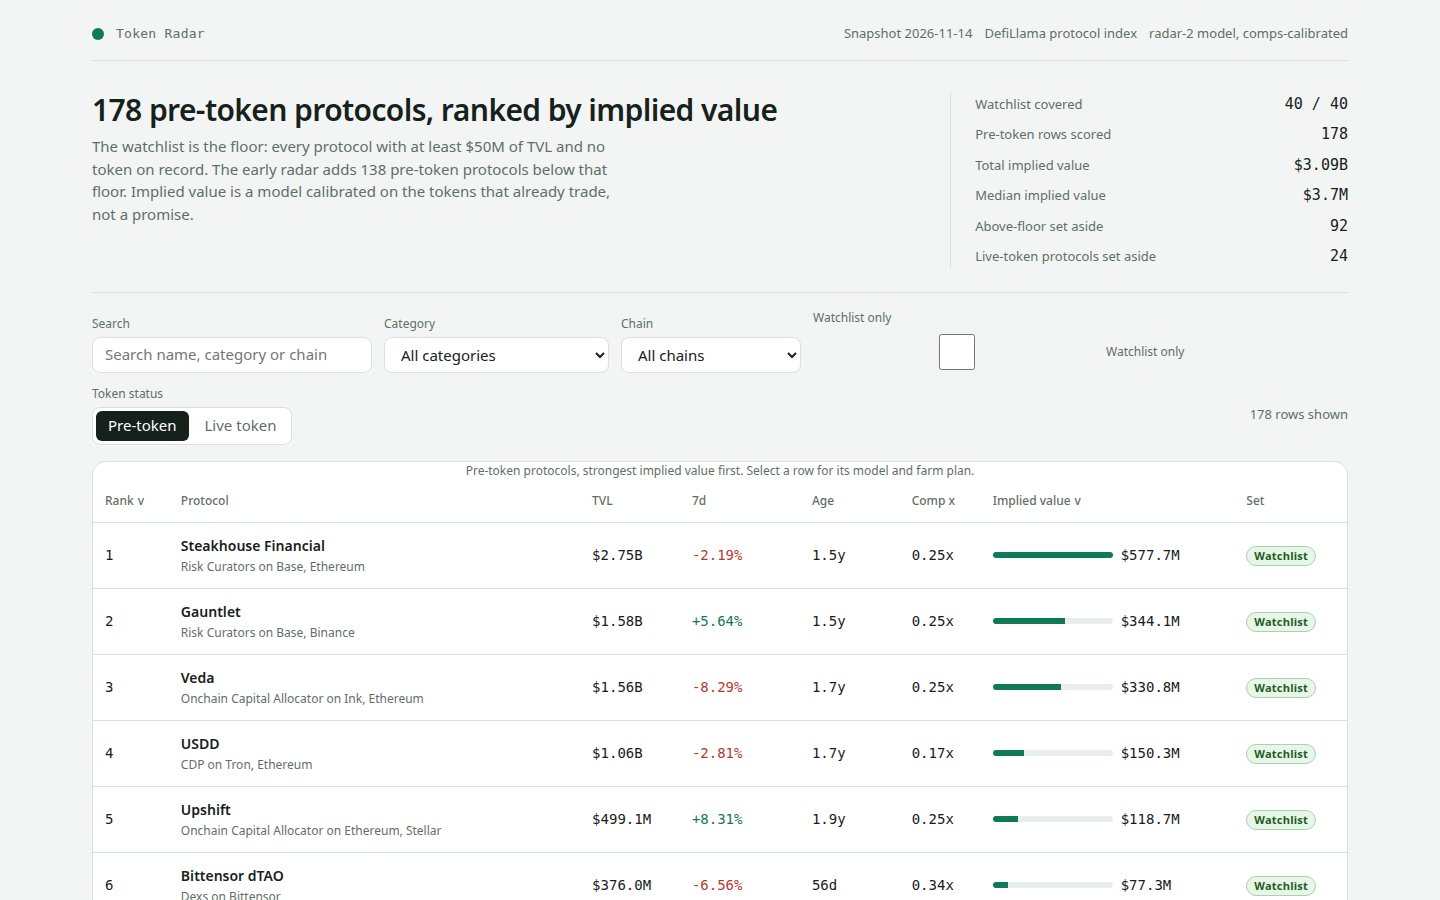 Token Radar
Snapshot 2026-11-14 DefiLlama protocol index radar-2 model, comps-calibrated
178 pre-token protocols, ranked by implied value
The watchlist is the floor: every protocol with at least $50M of TVL and no
token on record. The early radar adds 138 pre-token protocols below that
floor. Implied value is a model calibrated on the tokens that already trade,
not a promise.
Watchlist covered 40 / 40
Pre-token rows scored 178
Total implied value $3.09B
Median implied value $3.7M
Above-floor set aside 92
Live-token protocols set aside 24
Search
Search name, category or chain
Category
All categories
Chain
All chains
Watchlist only
Watchlist only
Token status
Pre-token Live token
178 rows shown
Pre-token protocols, strongest implied value first. Select a row for its model and farm plan.
Rank v Protocol TVL 7d Age Comp x Implied value v Set
1 Steakhouse Financial $2.75B -2.19% 1.5y 0.25x $577.7M Watchlist
Risk Curators on Base, Ethereum
2 Gauntlet $1.58B +5.64% 1.5y 0.25x $344.1M Watchlist
Risk Curators on Base, Binance
3 Veda $1.56B -8.29% 1.7y 0.25x $330.8M Watchlist
Onchain Capital Allocator on Ink, Ethereum
4 USDD $1.06B -2.81% 1.7y 0.17x $150.3M Watchlist
CDP on Tron, Ethereum
5 Upshift $499.1M +8.31% 1.9y 0.25x $118.7M Watchlist
Onchain Capital Allocator on Ethereum, Stellar
6 Bittensor dTAO $376.0M -6.56% 56d 0.34x $77.3M Watchlist
Dexs on Bittensor